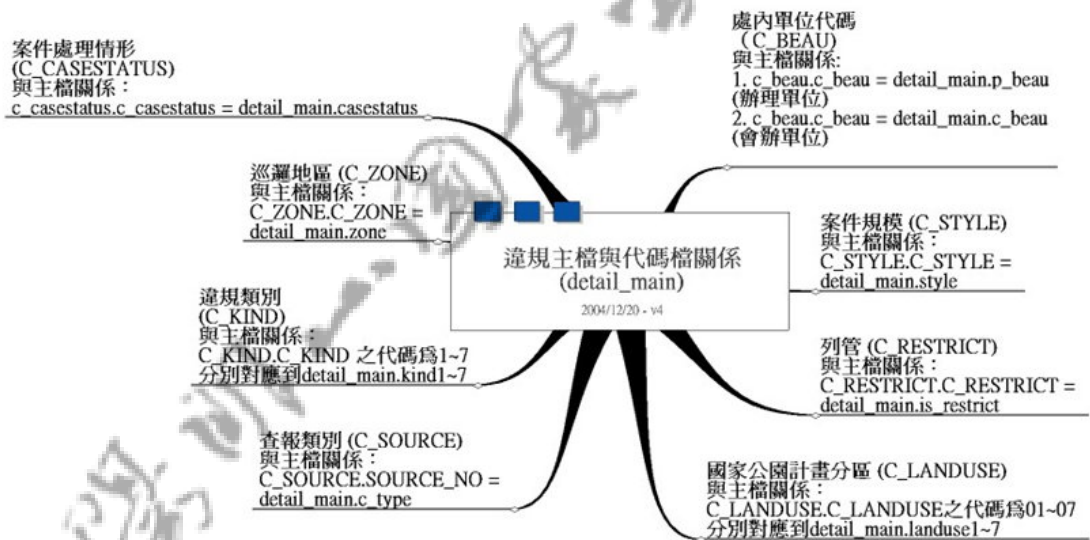 案件處理情形
(C_CASESTATUS)
與主檔關係：
c_casestatus.c_casestatus = detail_main.casestatus
巡邏地區 (C_ZONE)
與主檔關係：
C_ZONE.C_ZONE =
detail_main.zone
違規類別
(C_KIND)
與主檔關係：
C_KIND.C_KIND 之代碼爲1~7
分別對應到detail_main.kind1~7
查報類別 (C_SOURCE)
與主檔關係：
C_SOURCE.SOURCE_NO =
detail_main.c_type
違規主檔與代碼檔關係
(detail_main)
2004/12/20 - v4
處內單位代碼
（C_BEAU)
與主檔關係:
1. c_beau.c_beau = detail_main.p_beau
(辦理單位)
2. c_beau.c_beau = detail_main.c_beau
(會辦單位)
案件規模 (C_STYLE)
與主檔關係：
C_STYLE.C_STYLE =
detail_main.style
列管 (C_RESTRICT)
與主檔關係：
C_RESTRICT.C_RESTRICT =
detail_main.is_restrict
國家公園計畫分區 (C_LANDUSE)
與主檔關係：
C_LANDUSE.C_LANDUSE之代碼爲01~07
分別對應到detail_main.landuse1~7